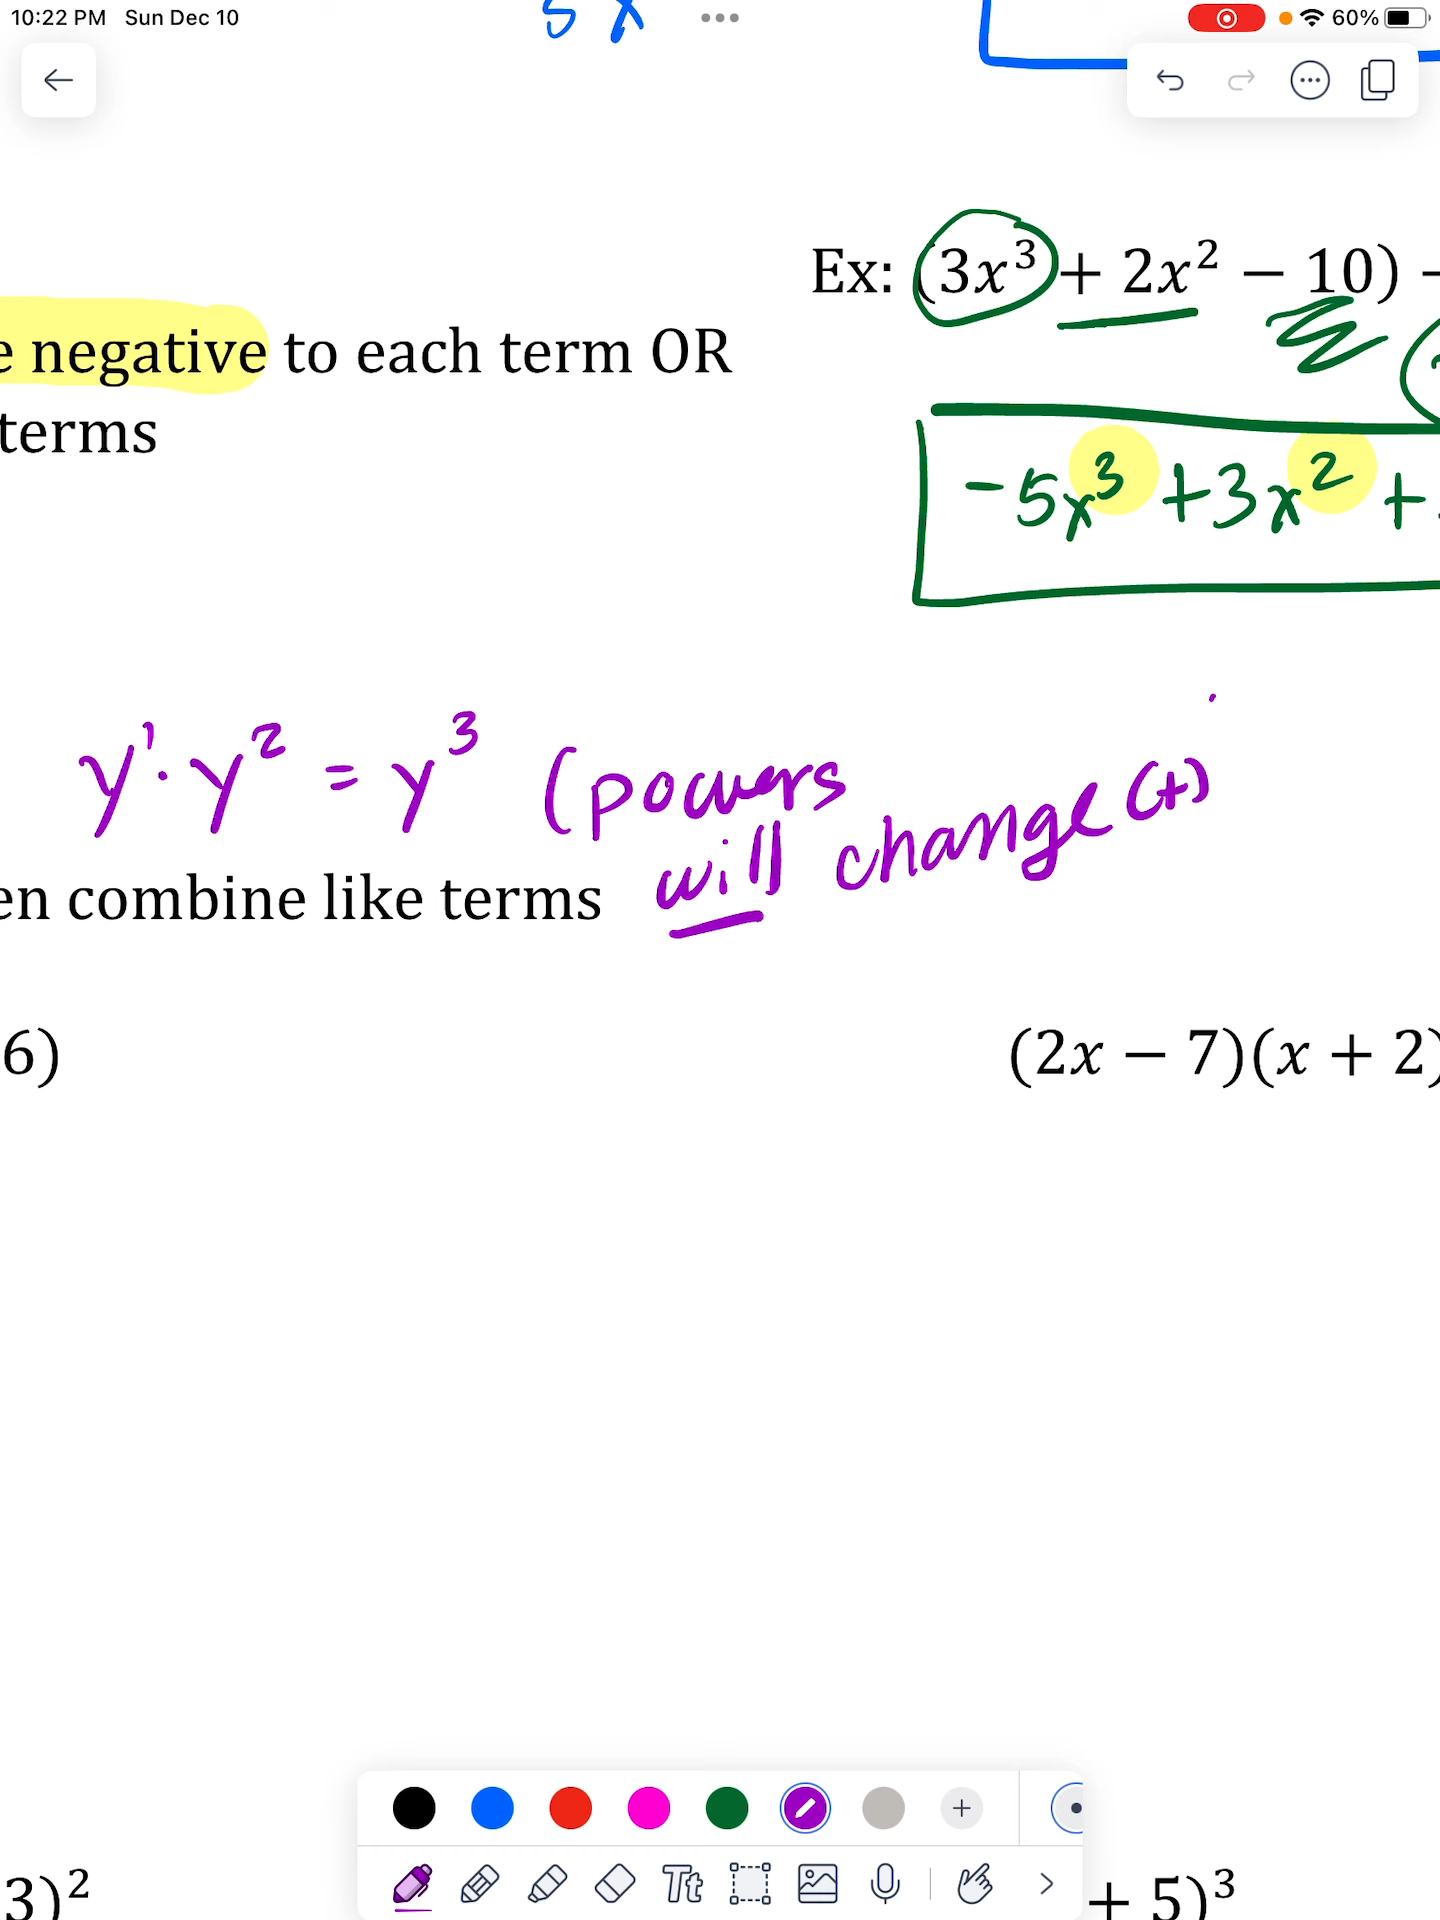 10:22 PM Sun Dec 10
60%
5 x
Ex: (3x³ + 2x² − 10) −
e negative to each term OR
terms
-5x³ +3x² +
y¹ · y² = y³ (powers
will change (+)
en combine like terms
6)
(2x − 7)(x + 2)
Tt
3)²
+ 5)³